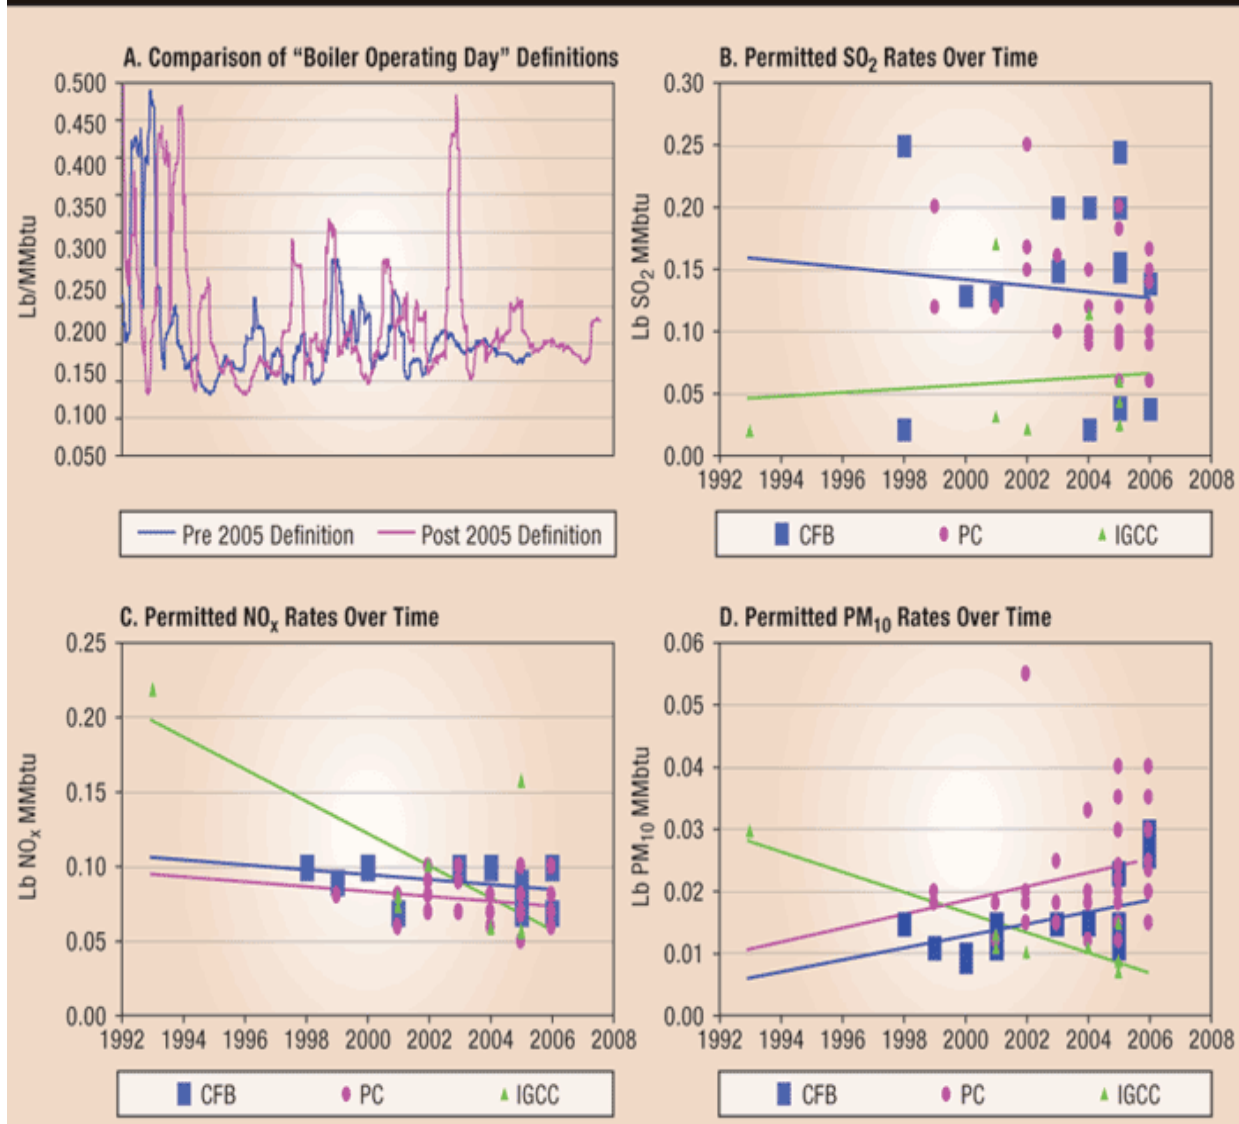 A. Comparison of “Boiler Operating Day” Definitions
Lb/MMbtu
0.500
0.450
0.400
0.350
0.300
0.250
0.200
0.150
0.100
0.050
Pre 2005 Definition
Post 2005 Definition
B. Permitted SO₂ Rates Over Time
Lb SO₂ MMbtu
0.30
0.25
0.20
0.15
0.10
0.05
0.00
1992 1994 1996 1998 2000 2002 2004 2006 2008
CFB PC IGCC
C. Permitted NOₓ Rates Over Time
Lb NOₓ MMbtu
0.25
0.20
0.15
0.10
0.05
0.00
1992 1994 1996 1998 2000 2002 2004 2006 2008
CFB PC IGCC
D. Permitted PM₁₀ Rates Over Time
Lb PM₁₀ MMbtu
0.06
0.05
0.04
0.03
0.02
0.01
0.00
1992 1994 1996 1998 2000 2002 2004 2006 2008
CFB PC IGCC